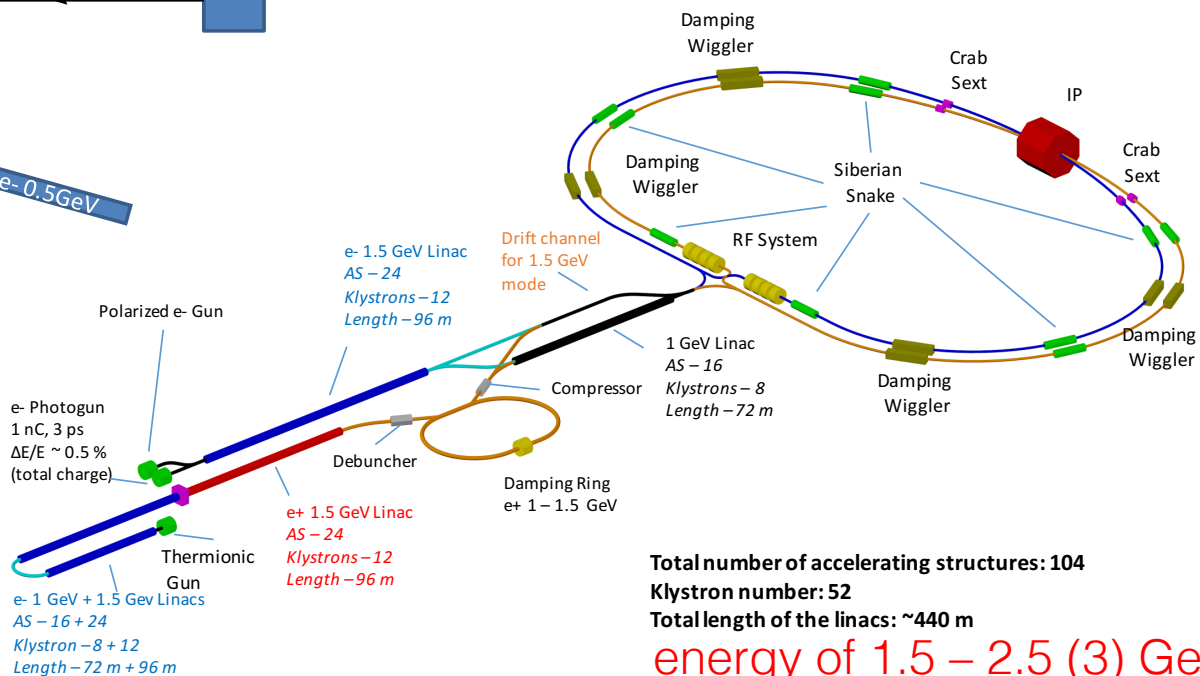 Damping
Wiggler
Crab
Sext
IP
Crab
Sext
Damping
Wiggler
Siberian
Snake
e- 0.5GeV
RF System
Drift channel
for 1.5 GeV
mode
e- 1.5 GeV Linac
AS – 24
Klystrons – 12
Length – 96 m
Polarized e- Gun
1 GeV Linac
AS – 16
Klystrons – 8
Length – 72 m
Damping
Wiggler
Damping
Wiggler
Compressor
e- Photogun
1 nC, 3 ps
ΔE/E ~ 0.5 %
(total charge)
Debuncher
Damping Ring
e+ 1 – 1.5 GeV
e+ 1.5 GeV Linac
AS – 24
Klystrons – 12
Length – 96 m
Thermionic
Gun
e- 1 GeV + 1.5 Gev Linacs
AS – 16 + 24
Klystron – 8 + 12
Length – 72 m + 96 m
Total number of accelerating structures: 104
Klystron number: 52
Total length of the linacs: ~440 m
energy of 1.5 – 2.5 (3) Ge